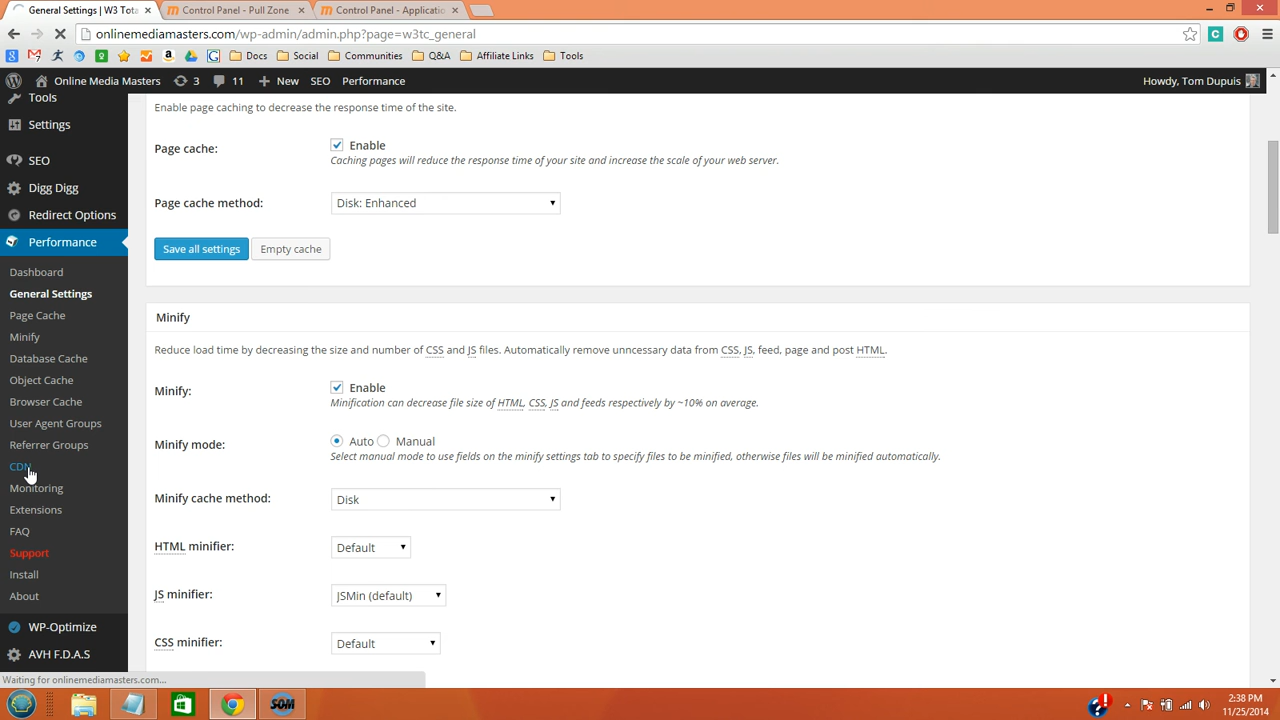 General Settings | W3 Tota
Control Panel - Pull Zone
Control Panel - Applicatio
onlinemediamasters.com/wp-admin/admin.php?page=w3tc_general
Docs
Social
Communities
Q&A
Affiliate Links
Tools
Online Media Masters
3
11
New
SEO
Performance
Howdy, Tom Dupuis
Tools
Settings
SEO
Digg Digg
Redirect Options
Performance
Dashboard
General Settings
Page Cache
Minify
Database Cache
Object Cache
Browser Cache
User Agent Groups
Referrer Groups
CDN
Monitoring
Extensions
FAQ
Support
Install
About
WP-Optimize
AVH F.D.A.S
Enable page caching to decrease the response time of the site.
Page cache:
Enable
Caching pages will reduce the response time of your site and increase the scale of your web server.
Page cache method:
Disk: Enhanced
Save all settings
Empty cache
Minify
Reduce load time by decreasing the size and number of CSS and JS files. Automatically remove unncessary data from CSS, JS, feed, page and post HTML.
Minify:
Enable
Minification can decrease file size of HTML, CSS, JS and feeds respectively by ~10% on average.
Minify mode:
Auto
Manual
Select manual mode to use fields on the minify settings tab to specify files to be minified, otherwise files will be minified automatically.
Minify cache method:
Disk
HTML minifier:
Default
JS minifier:
JSMin (default)
CSS minifier:
Default
Waiting for onlinemediamasters.com...
SOM
2:38 PM
11/25/2014